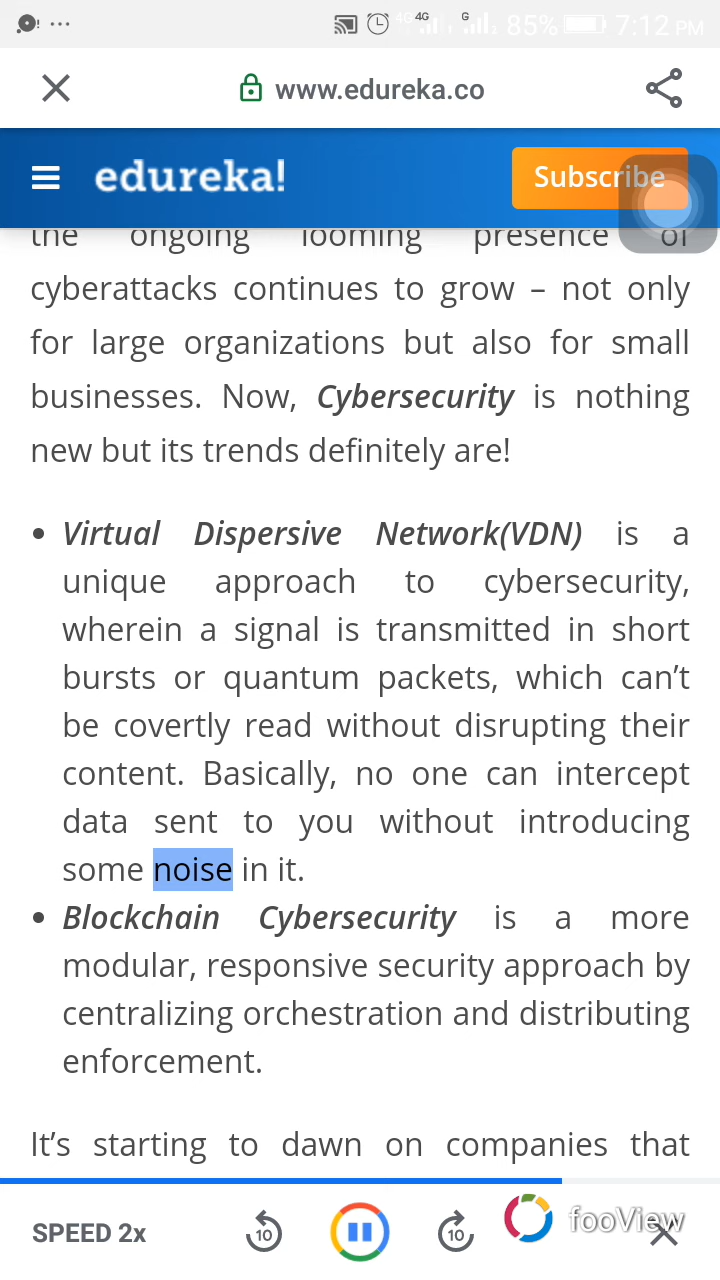 4G 4G G 85% 7:12 PM
www.edureka.co
edureka! Subscribe
the ongoing looming presence of
cyberattacks continues to grow – not only
for large organizations but also for small
businesses. Now, Cybersecurity is nothing
new but its trends definitely are!
• Virtual Dispersive Network(VDN) is a
unique approach to cybersecurity,
wherein a signal is transmitted in short
bursts or quantum packets, which can’t
be covertly read without disrupting their
content. Basically, no one can intercept
data sent to you without introducing
some noise in it.
• Blockchain Cybersecurity is a more
modular, responsive security approach by
centralizing orchestration and distributing
enforcement.
It’s starting to dawn on companies that
SPEED 2x 10 10 fooView